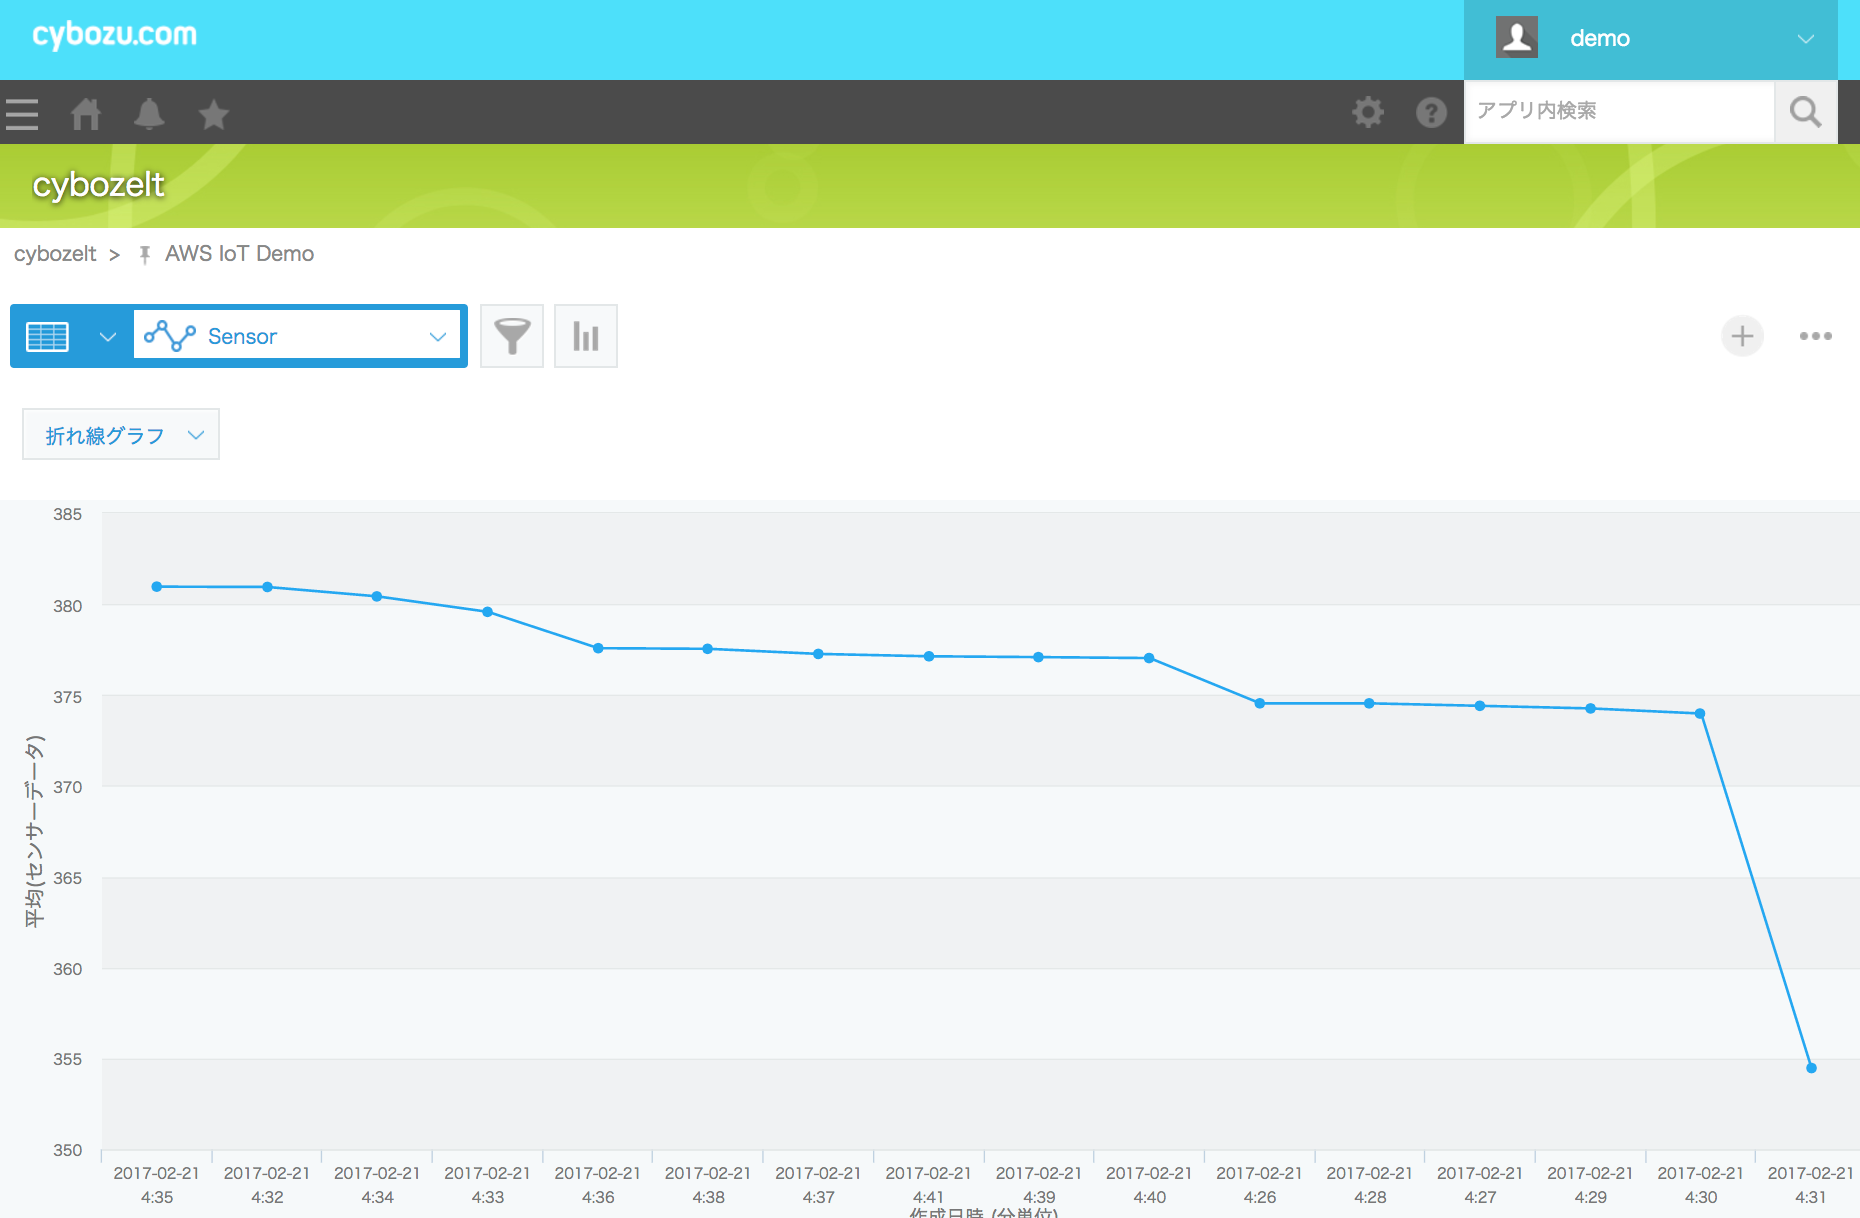 cybozu.com
demo
アプリ内検索
cybozelt
cybozelt > AWS IoT Demo
Sensor
折れ線グラフ
385
380
375
370
365
360
355
350
平均(センサーデータ)
2017-02-21 4:35
2017-02-21 4:32
2017-02-21 4:34
2017-02-21 4:33
2017-02-21 4:36
2017-02-21 4:38
2017-02-21 4:37
2017-02-21 4:41
2017-02-21 4:39
2017-02-21 4:40
2017-02-21 4:26
2017-02-21 4:28
2017-02-21 4:27
2017-02-21 4:29
2017-02-21 4:30
2017-02-21 4:31
作成日時 (分単位)